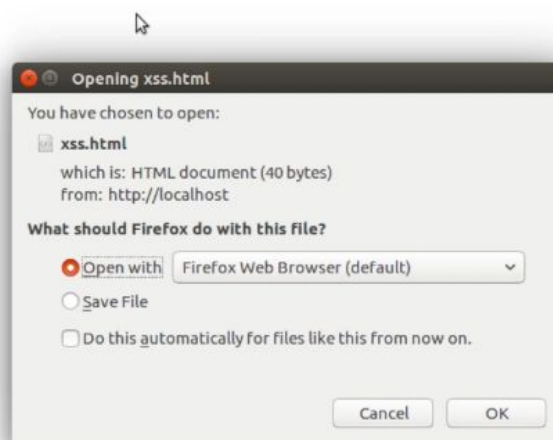 Opening xss.html
You have chosen to open:
xss.html
which is: HTML document (40 bytes)
from: http://localhost
What should Firefox do with this file?
Open with Firefox Web Browser (default)
Save File
Do this automatically for files like this from now on.
Cancel OK